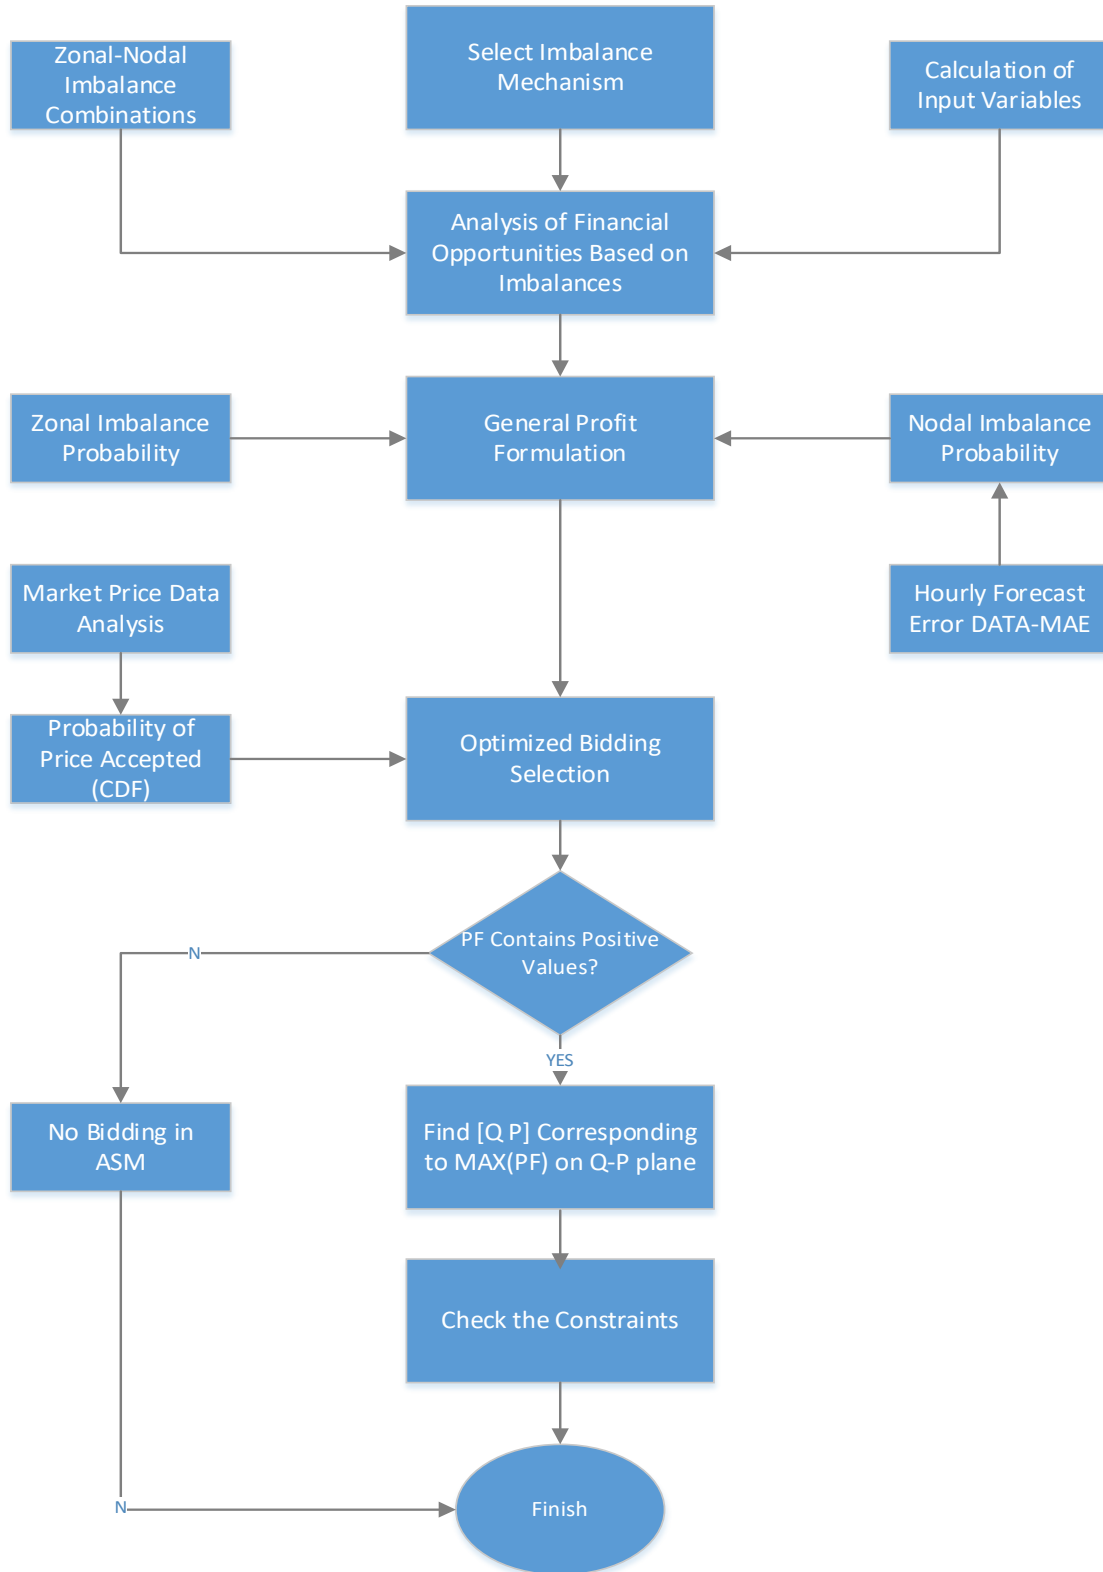 Zonal-Nodal
Imbalance
Combinations
Select Imbalance
Mechanism
Calculation of
Input Variables
Analysis of Financial
Opportunities Based on
Imbalances
Zonal Imbalance
Probability
General Profit
Formulation
Nodal Imbalance
Probability
Market Price Data
Analysis
Hourly Forecast
Error DATA-MAE
Probability of
Price Accepted
(CDF)
Optimized Bidding
Selection
PF Contains Positive
Values?
N
YES
No Bidding in
ASM
Find [Q P] Corresponding
to MAX(PF) on Q-P plane
Check the Constraints
N
Finish